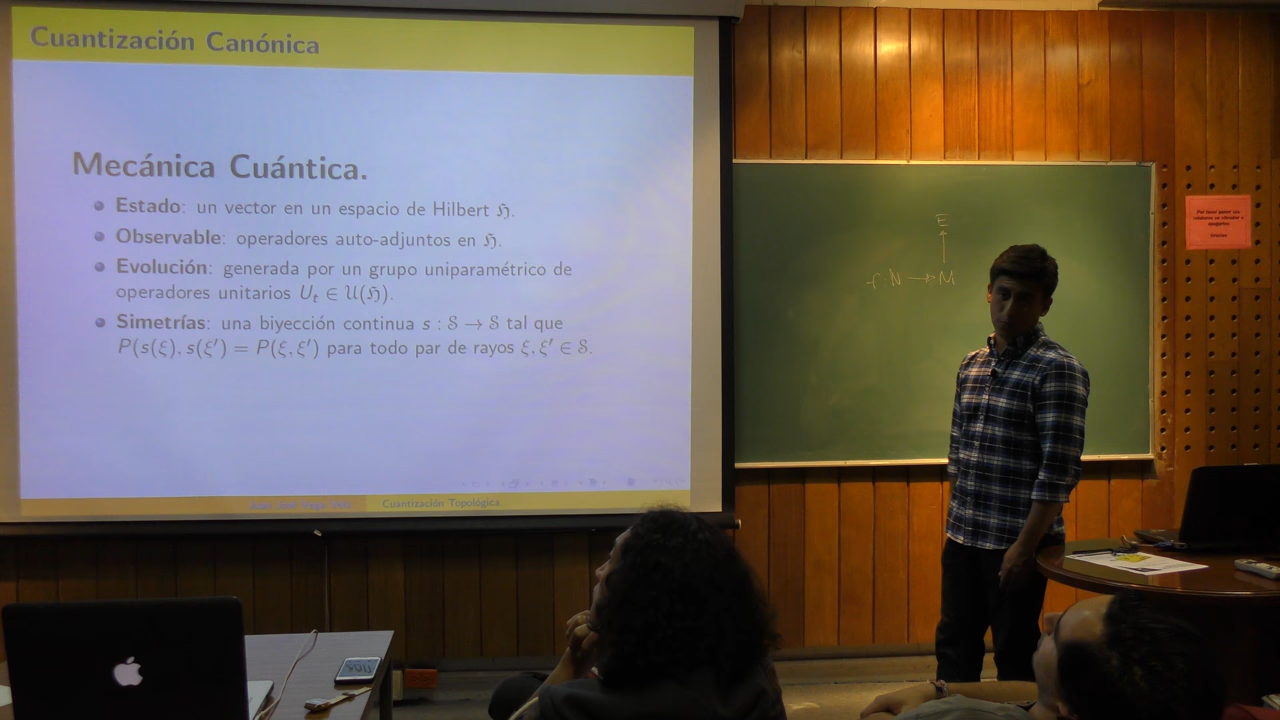 Cuantización Canónica
Mecánica Cuántica.
Estado: un vector en un espacio de Hilbert ℌ.
Observable: operadores auto-adjuntos en ℌ.
Evolución: generada por un grupo uniparamétrico de
operadores unitarios U_t ∈ 𝔘(ℌ).
Simetrías: una biyección continua s : 𝕊 → 𝕊 tal que
P(s(ξ), s(ξ′) = P(ξ, ξ′) para todo par de rayos ξ, ξ′ ∈ 𝕊.
Cuantización Topológica
E
f: N → M
Gracias